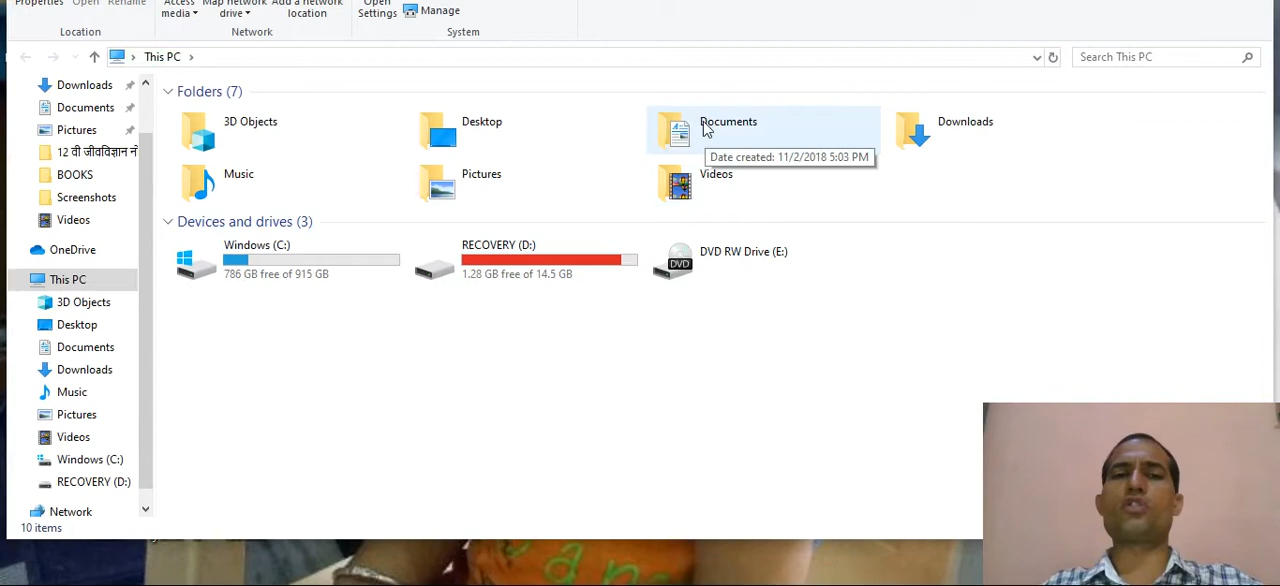 Properties Open Rename Access media Map network drive Add a network location Open Settings Manage
Location Network System
This PC
Search This PC
Downloads
Documents
Pictures
12 वी जीवविज्ञान
BOOKS
Screenshots
Videos
OneDrive
This PC
3D Objects
Desktop
Documents
Downloads
Music
Pictures
Videos
Windows (C:)
RECOVERY (D:)
Network
10 items
Folders (7)
3D Objects
Desktop
Documents
Downloads
Date created: 11/2/2018 5:03 PM
Music
Pictures
Videos
Devices and drives (3)
Windows (C:)
786 GB free of 915 GB
RECOVERY (D:)
1.28 GB free of 14.5 GB
DVD RW Drive (E:)
DVD